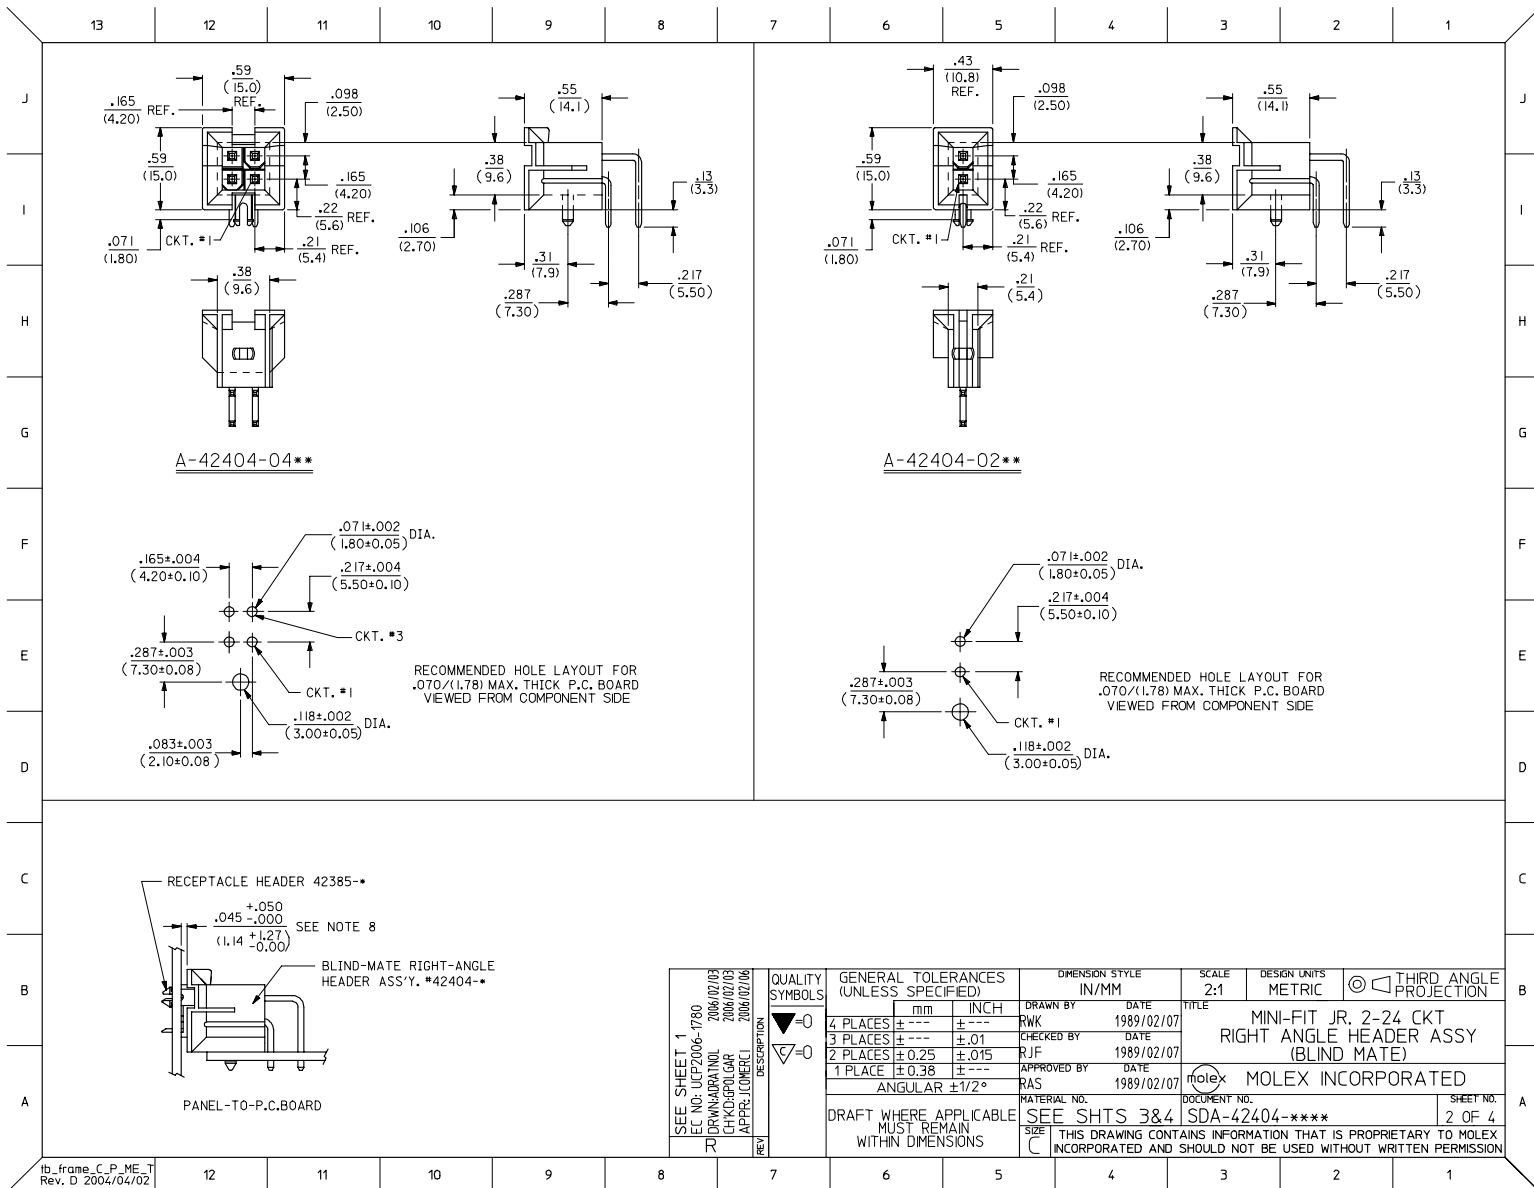 13 12 11 10 9 8 7 6 5 4 3 2 1
J
I
H
G
F
E
D
C
B
A
.59
(15.0)
REF.
.165
(4.20) REF.
.098
(2.50)
.59
(15.0)
.165
(4.20)
.22
(5.6) REF.
.071
(1.80)
CKT. #1
.21
(5.4) REF.
.55
(14.1)
.38
(9.6)
.13
(3.3)
.106
(2.70)
.31
(7.9)
.217
(5.50)
.287
(7.30)
.38
(9.6)
A-42404-04**
.071±.002
(1.80±0.05) DIA.
.165±.004
(4.20±0.10)
.217±.004
(5.50±0.10)
CKT. #3
.287±.003
(7.30±0.08)
CKT. #1
.118±.002
(3.00±0.05) DIA.
.083±.003
(2.10±0.08)
RECOMMENDED HOLE LAYOUT FOR
.070/(1.78) MAX. THICK P.C. BOARD
VIEWED FROM COMPONENT SIDE
.43
(10.8)
REF.
.098
(2.50)
.59
(15.0)
.165
(4.20)
.22
(5.6) REF.
.071
(1.80)
CKT. #1
.21
(5.4) REF.
.55
(14.1)
.38
(9.6)
.13
(3.3)
.106
(2.70)
.31
(7.9)
.217
(5.50)
.287
(7.30)
.21
(5.4)
A-42404-02**
.071±.002
(1.80±0.05) DIA.
.217±.004
(5.50±0.10)
.287±.003
(7.30±0.08)
CKT. #1
.118±.002
(3.00±0.05) DIA.
RECOMMENDED HOLE LAYOUT FOR
.070/(1.78) MAX. THICK P.C. BOARD
VIEWED FROM COMPONENT SIDE
RECEPTACLE HEADER 42385-*
.045 +.050 -.000
(1.14 +1.27 -0.00) SEE NOTE 8
BLIND-MATE RIGHT-ANGLE
HEADER ASS'Y. #42404-*
PANEL-TO-P.C.BOARD
SEE SHEET 1
EC NO: UCP2006-1780
DRWN:ADRATNOL 2006/02/03
CH'KD:GPOLGAR 2006/02/03
APPR:JCOMERCI 2006/02/06
R
REV
DESCRIPTION
QUALITY
SYMBOLS
=0
C =0
GENERAL TOLERANCES
(UNLESS SPECIFIED)
mm INCH
4 PLACES ±--- ±---
3 PLACES ±--- ±.01
2 PLACES ±0.25 ±.015
1 PLACE ±0.38 ±---
ANGULAR ±1/2°
DRAFT WHERE APPLICABLE
MUST REMAIN
WITHIN DIMENSIONS
DIMENSION STYLE
IN/MM
SCALE
2:1
DESIGN UNITS
METRIC
THIRD ANGLE
PROJECTION
DRAWN BY DATE
RWK 1989/02/07
CHECKED BY DATE
RJF 1989/02/07
APPROVED BY DATE
RAS 1989/02/07
TITLE
MINI-FIT JR. 2-24 CKT
RIGHT ANGLE HEADER ASSY
(BLIND MATE)
molex MOLEX INCORPORATED
MATERIAL NO.
SEE SHTS 3&4
DOCUMENT NO.
SDA-42404-****
SHEET NO.
2 OF 4
SIZE
C
THIS DRAWING CONTAINS INFORMATION THAT IS PROPRIETARY TO MOLEX
INCORPORATED AND SHOULD NOT BE USED WITHOUT WRITTEN PERMISSION
J
I
H
G
F
E
D
C
B
A
tb_frame_C_P_ME_T
Rev. D 2004/04/02
12 11 10 9 8 7 6 5 4 3 2 1